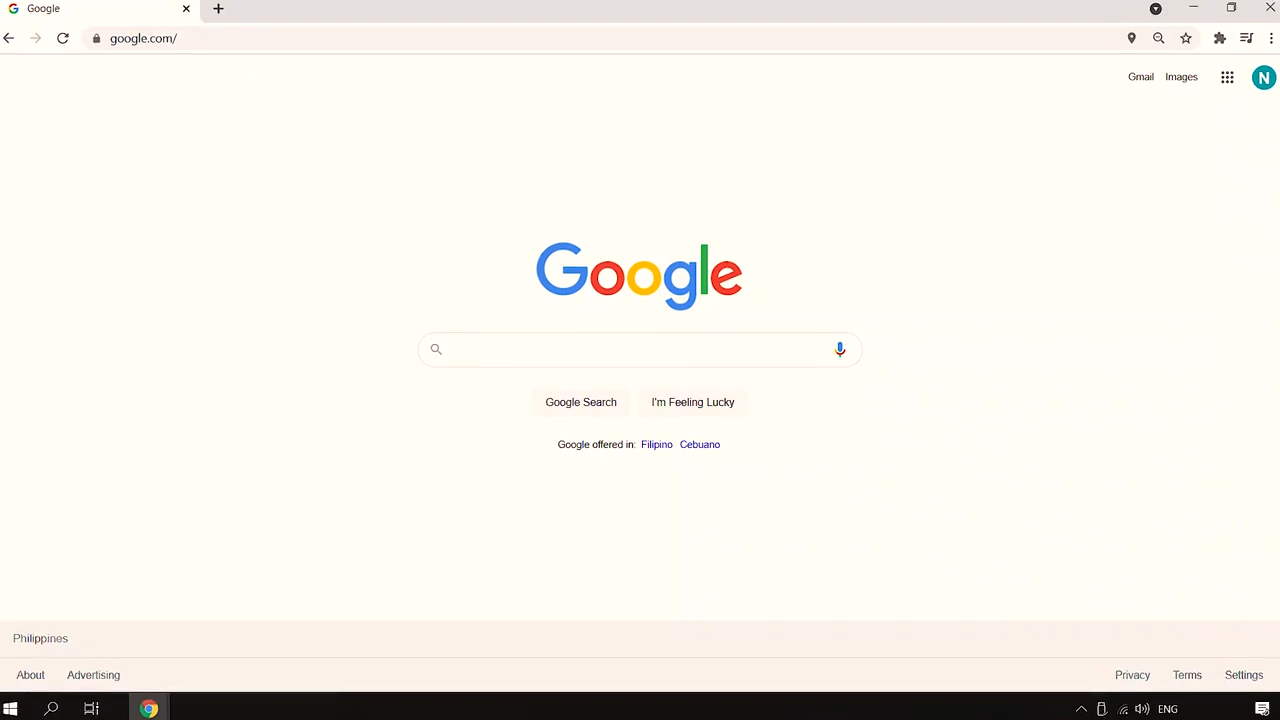 Google
google.com/
Gmail Images
N
Google
Google Search I'm Feeling Lucky
Google offered in: Filipino Cebuano
Philippines
About Advertising Privacy Terms Settings
ENG